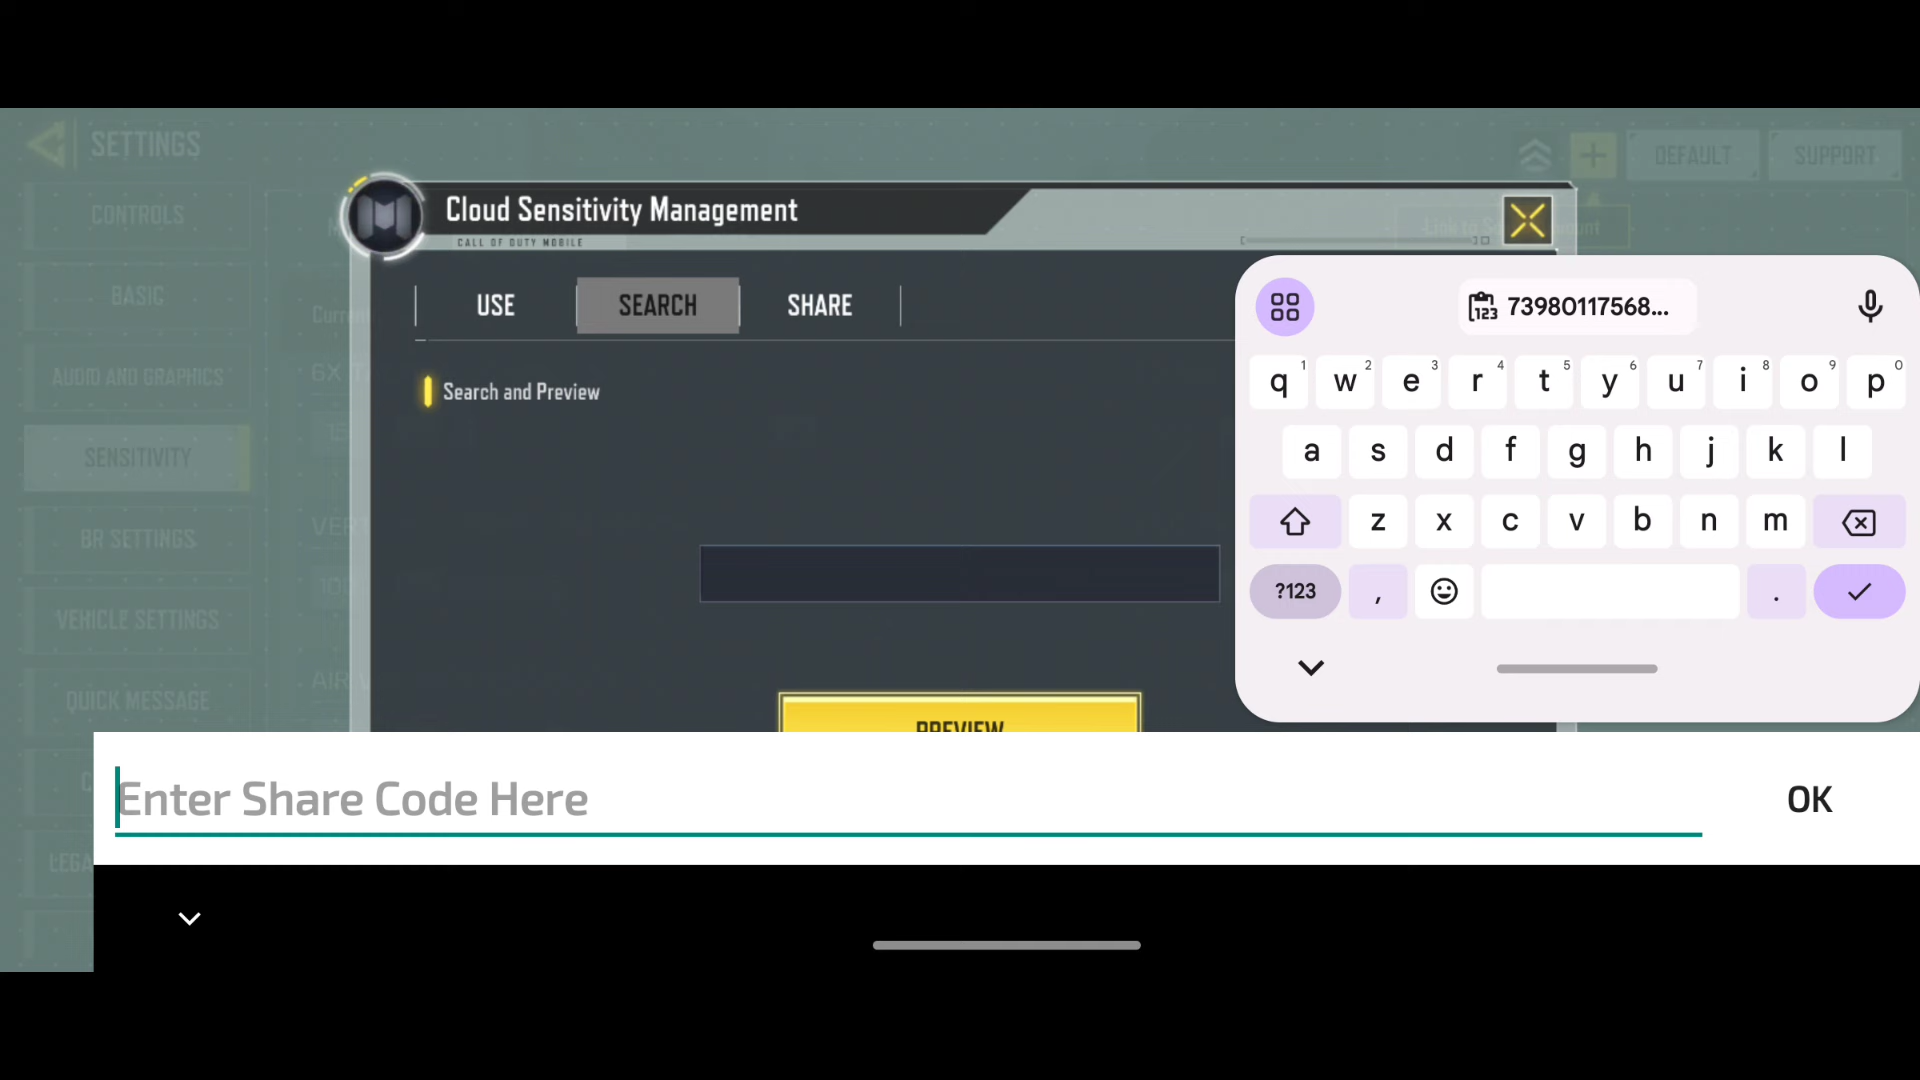 SETTINGS
DEFAULT
SUPPORT
CONTROLS
BASIC
AUDIO AND GRAPHICS
SENSITIVITY
BR SETTINGS
VEHICLE SETTINGS
QUICK MESSAGE
LEGA
Cloud Sensitivity Management
CALL OF DUTY MOBILE
USE
SEARCH
SHARE
Search and Preview
PREVIEW
73980117568...
q 1 w 2 e 3 r 4 t 5 y 6 u 7 i 8 o 9 p 0
a s d f g h j k l
z x c v b n m
?123 , .
Enter Share Code Here
OK